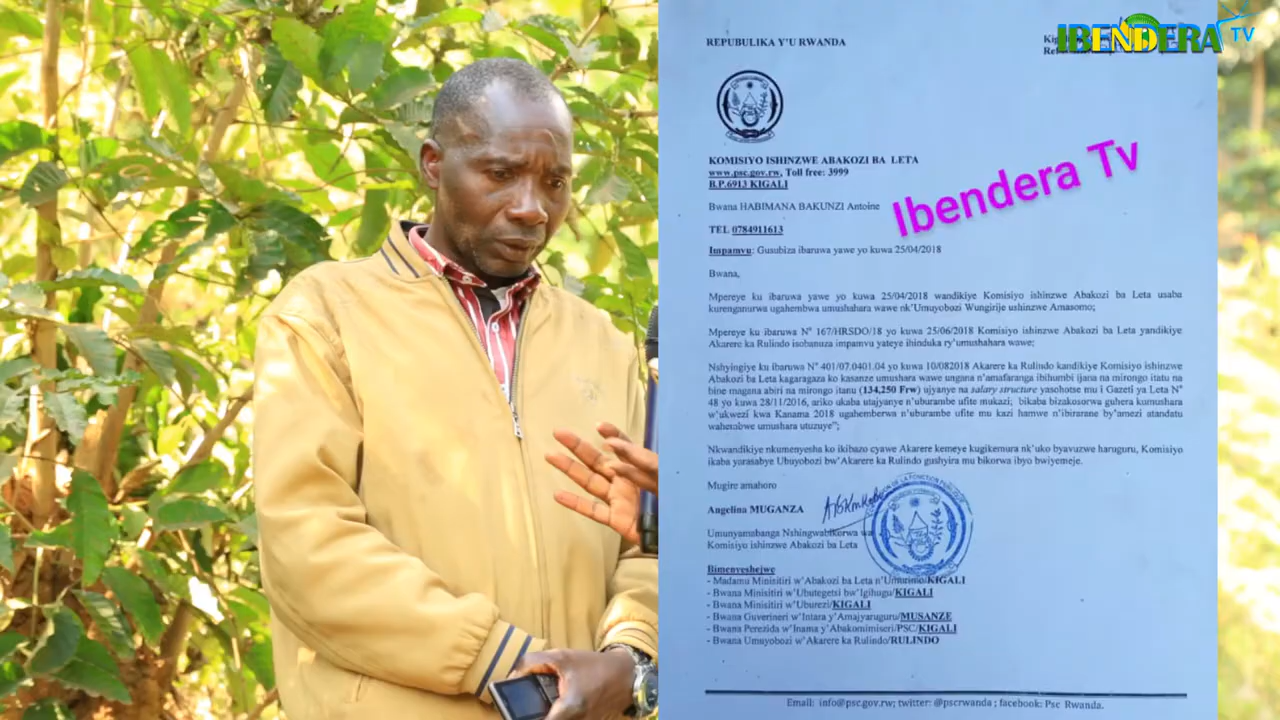 IBENDERA TV
REPUBULIKA Y'U RWANDA
KOMISIYO ISHINZWE ABAKOZI BA LETA
www.psc.gov.rw, Toll free: 3999
B.P.6913 KIGALI
Bwana HABIMANA BAKUNZI Antoine
Ibendera Tv
TEL 0784911613
Impamvu: Gusubiza ibaruwa yawe yo kuwa 25/04/2018
Bwana,
Mpereye ku ibaruwa yawe yo kuwa 25/04/2018 wandikiye Komisiyo ishinzwe Abakozi ba Leta usaba
kurenganurwa ugahembwa umushahara wawe nk'Umuyobozi Wungirije ushinzwe Amasomo;
Mpereye ku ibaruwa N° 167/HRSDO/18 yo kuwa 25/06/2018 Komisiyo ishinzwe Abakozi ba Leta yandikiye
Akarere ka Rulindo isobanuza impamvu yateye ihinduka ry'umushahara wawe;
Nshyingiye ku ibaruwa N° 401/07.0401.04 yo kuwa 10/082018 Akarere ka Rulindo kandikiye Komisiyo ishinzwe
Abakozi ba Leta kagaragaza ko kasanze umushara wawe ungana n'amafaranga ibihumbi ijana na mirongo itatu na
bine magana abiri na mirongo itanu (134,250 Frw) ujyanye na salary structure yasohotse mu i Gazeti ya Leta N°
48 yo kuwa 28/11/2016, ariko ukaba utajyanye n'uburambe ufite mukazi; bikaba bizakosorwa guhera kumushara
w'ukwezi kwa Kanama 2018 ugahemberwa n'uburambe ufite mu kazi hamwe n'ibirarane by'amezi atandatu
wahembwe umushara utuzuye";
Nkwandikiye nkumenyesha ko ikibazo cyawe Akarere kemeye kugikemura nk'uko byavuzwe haruguru, Komisiyo
ikaba yarasabye Ubuyobozi bw'Akarere ka Rulindo gushyira mu bikorwa ibyo bwiyemeje.
Mugire amahoro
Angelina MUGANZA
Umunyamabanga Nshingwabikorwa wa
Komisiyo ishinzwe Abakozi ba Leta
Bimenyeshejwe
- Madamu Minisitiri w'Abakozi ba Leta n'Umurimo/KIGALI
- Bwana Minisitiri w'Ubutegetsi bw'Igihugu/KIGALI
- Bwana Minisitiri w'Uburezi/KIGALI
- Bwana Guverineri w'Intara y'Amajyaruguru/MUSANZE
- Bwana Perezida w'Inama y'Abakomiseri/PSC/KIGALI
- Bwana Umuyobozi w'Akarere ka Rulindo/RULINDO
Email: info@psc.gov.rw; twitter: @pscrwanda ; facebook: Psc Rwanda.